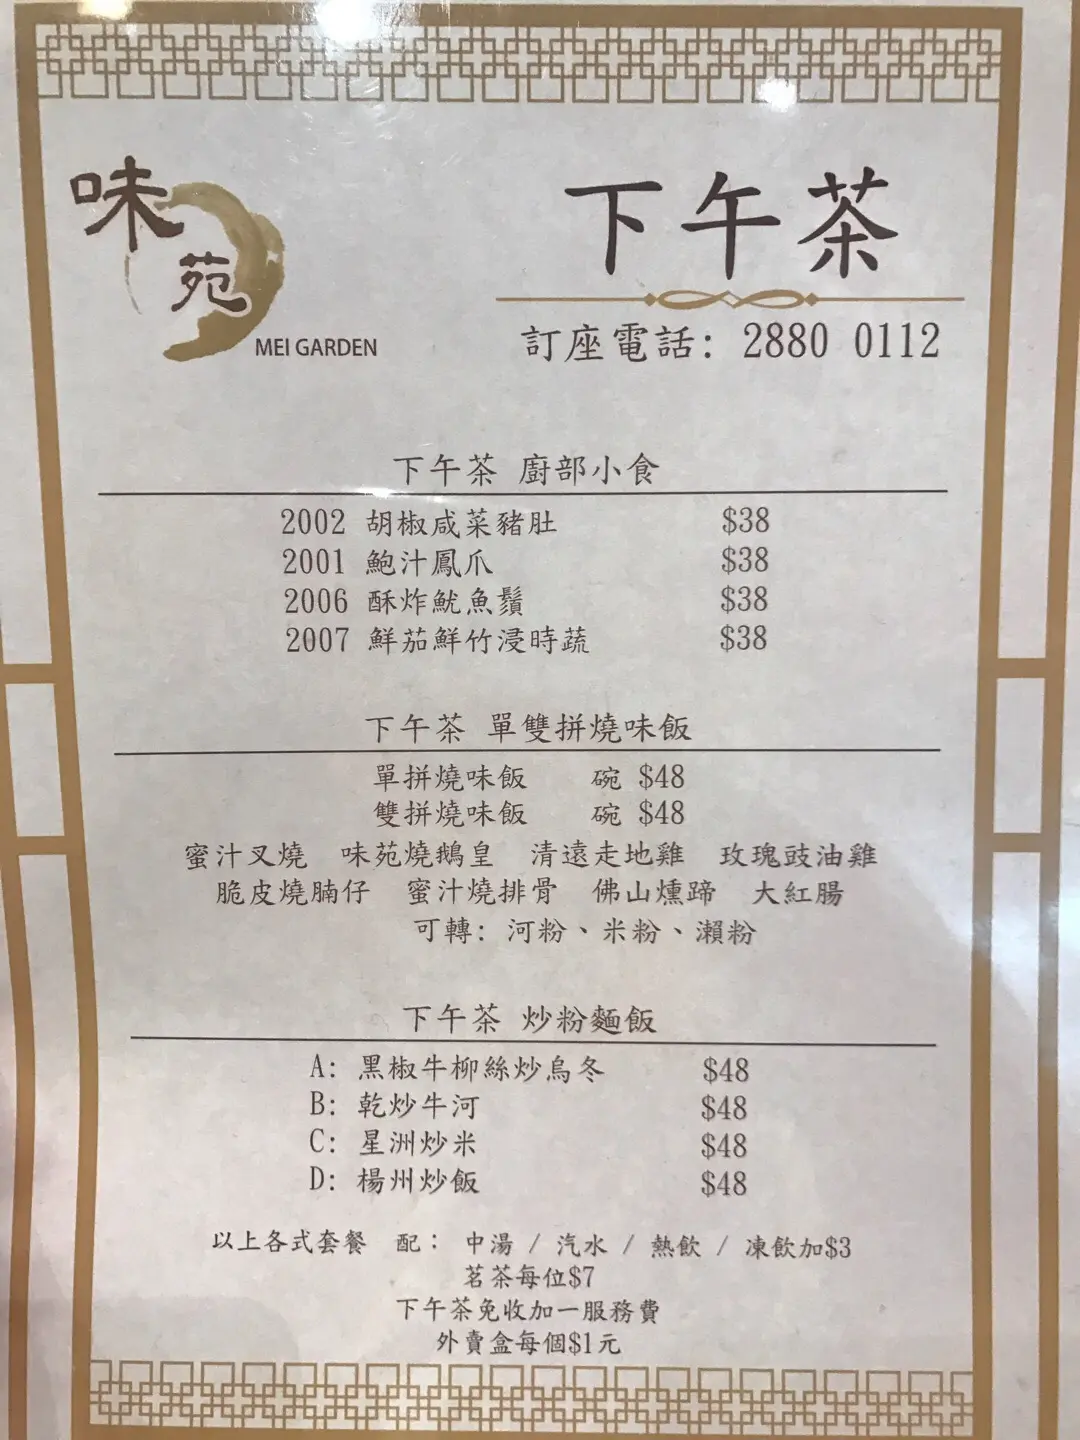 味苑
MEI GARDEN
下午茶
訂座電話: 2880 0112
下午茶 廚部小食
2002 胡椒咸菜豬肚 $38
2001 鮑汁鳳爪 $38
2006 酥炸魷魚鬚 $38
2007 鮮茄鮮竹浸時蔬 $38
下午茶 單雙拼燒味飯
單拼燒味飯 碗 $48
雙拼燒味飯 碗 $48
蜜汁叉燒 味苑燒鵝皇 清遠走地雞 玫瑰豉油雞
脆皮燒腩仔 蜜汁燒排骨 佛山燻蹄 大紅腸
可轉: 河粉、米粉、瀨粉
下午茶 炒粉麵飯
A: 黑椒牛柳絲炒烏冬 $48
B: 乾炒牛河 $48
C: 星洲炒米 $48
D: 楊州炒飯 $48
以上各式套餐 配： 中湯 / 汽水 / 熱飲 / 凍飲加$3
茗茶每位$7
下午茶免收加一服務費
外賣盒每個$1元